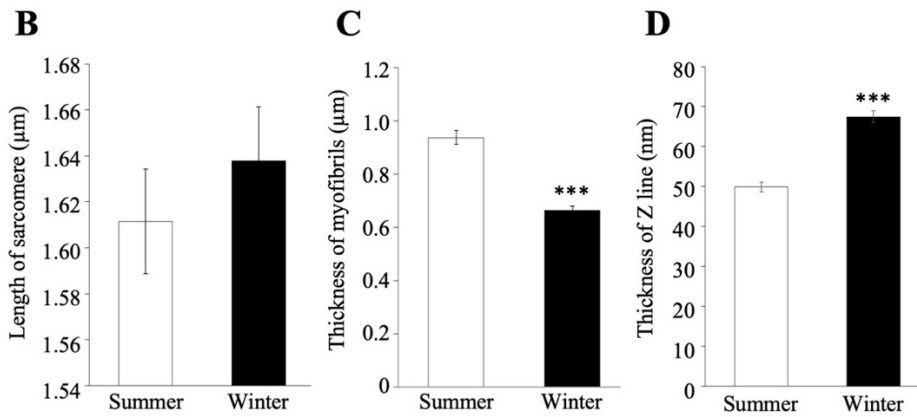 B
Length of sarcomere (μm)
1.68
1.66
1.64
1.62
1.60
1.58
1.56
1.54
Summer
Winter
C
Thickness of myofibrils (μm)
1.2
1.0
0.8
0.6
0.4
0.2
0
***
Summer
Winter
D
Thickness of Z line (nm)
80
70
60
50
40
30
20
10
0
***
Summer
Winter